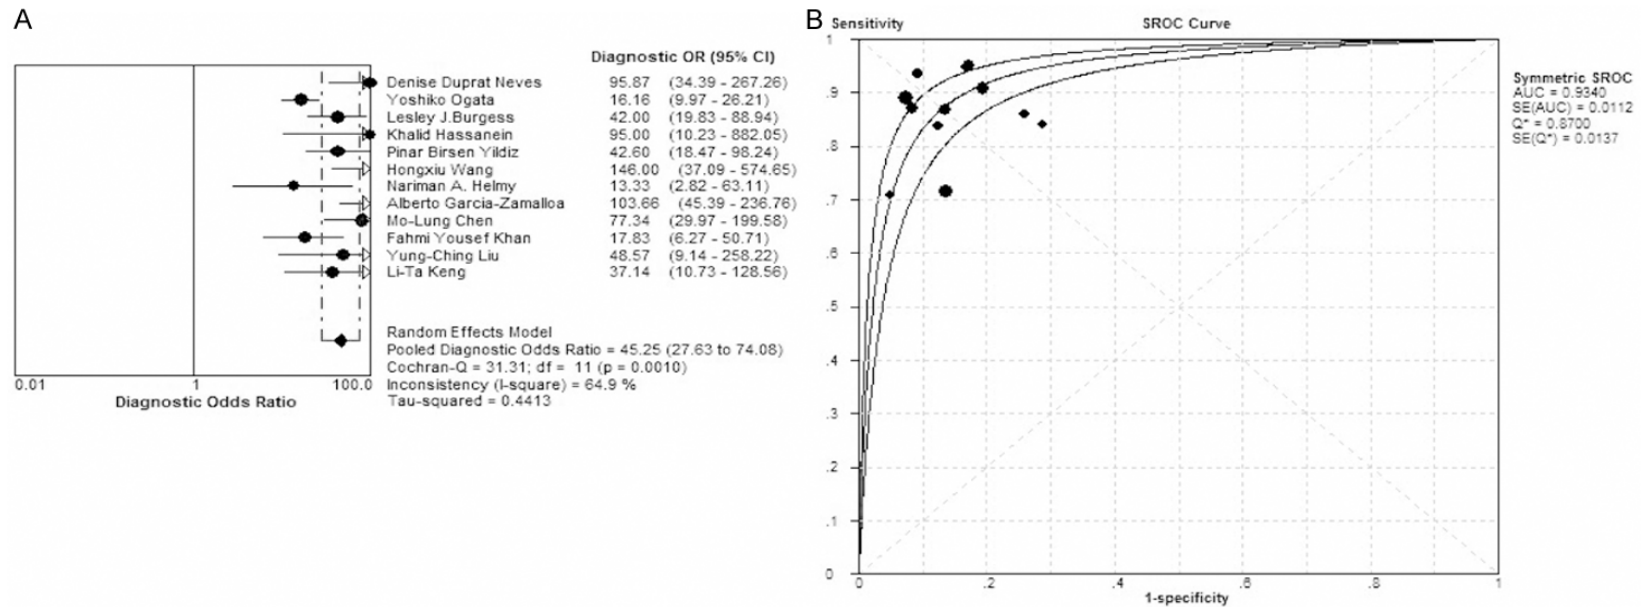 A
Diagnostic OR (95% CI)
Denise Duprat Neves 95.87 (34.39 - 267.26)
Yoshiko Ogata 16.16 (9.97 - 26.21)
Lesley J.Burgess 42.00 (19.83 - 88.94)
Khalid Hassanein 95.00 (10.23 - 882.05)
Pinar Birsen Yildiz 42.60 (18.47 - 98.24)
Hongxiu Wang 146.00 (37.09 - 574.65)
Nariman A. Helmy 13.33 (2.82 - 63.11)
Alberto Garcia-Zamalloa 103.66 (45.39 - 236.76)
Mo-Lung Chen 77.34 (29.97 - 199.58)
Fahmi Yousef Khan 17.83 (6.27 - 50.71)
Yung-Ching Liu 48.57 (9.14 - 258.22)
Li-Ta Keng 37.14 (10.73 - 128.56)
Random Effects Model
Pooled Diagnostic Odds Ratio = 45.25 (27.63 to 74.08)
Cochran-Q = 31.31; df = 11 (p = 0.0010)
Inconsistency (I-square) = 64.9 %
Tau-squared = 0.4413
0.01 1 100.0
Diagnostic Odds Ratio
B
Sensitivity
SROC Curve
1
.9
.8
.7
.6
.5
.4
.3
.2
.1
0
0 .2 .4 .6 .8 1
1-specificity
Symmetric SROC
AUC = 0.9340
SE(AUC) = 0.0112
Q* = 0.8700
SE(Q*) = 0.0137